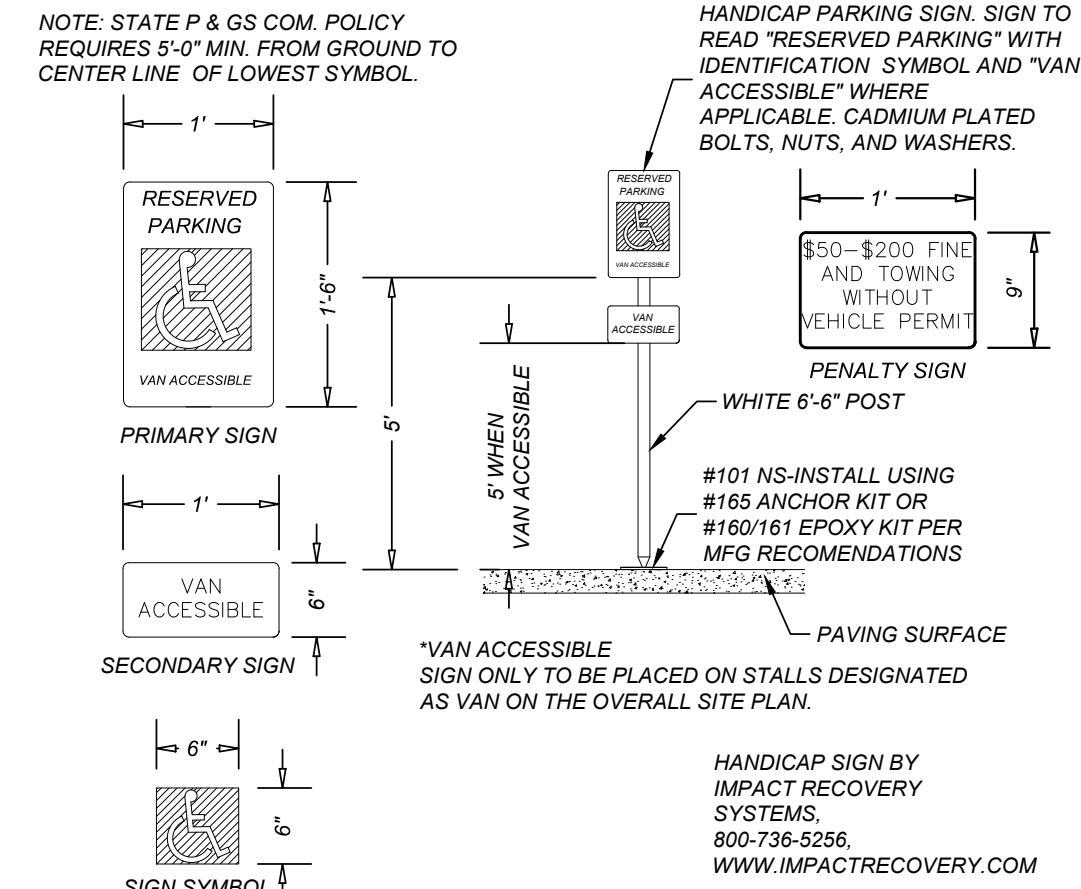 NOTE: STATE P & GS COM. POLICY
REQUIRES 5'-0" MIN. FROM GROUND TO
CENTER LINE OF LOWEST SYMBOL.
HANDICAP PARKING SIGN. SIGN TO
READ "RESERVED PARKING" WITH
IDENTIFICATION SYMBOL AND "VAN
ACCESSIBLE" WHERE
APPLICABLE. CADMIUM PLATED
BOLTS, NUTS, AND WASHERS.
1'
RESERVED
PARKING
VAN ACCESSIBLE
1'-6"
PRIMARY SIGN
RESERVED
PARKING
VAN ACCESSIBLE
VAN
ACCESSIBLE
5'
5' WHEN
VAN ACCESSIBLE
1'
$50-$200 FINE
AND TOWING
WITHOUT
VEHICLE PERMIT
9"
PENALTY SIGN
WHITE 6'-6" POST
#101 NS-INSTALL USING
#165 ANCHOR KIT OR
#160/161 EPOXY KIT PER
MFG RECOMENDATIONS
PAVING SURFACE
1'
VAN
ACCESSIBLE
6"
SECONDARY SIGN
*VAN ACCESSIBLE
SIGN ONLY TO BE PLACED ON STALLS DESIGNATED
AS VAN ON THE OVERALL SITE PLAN.
6"
6"
SIGN SYMBOL
HANDICAP SIGN BY
IMPACT RECOVERY
SYSTEMS,
800-736-5256,
WWW.IMPACTRECOVERY.COM